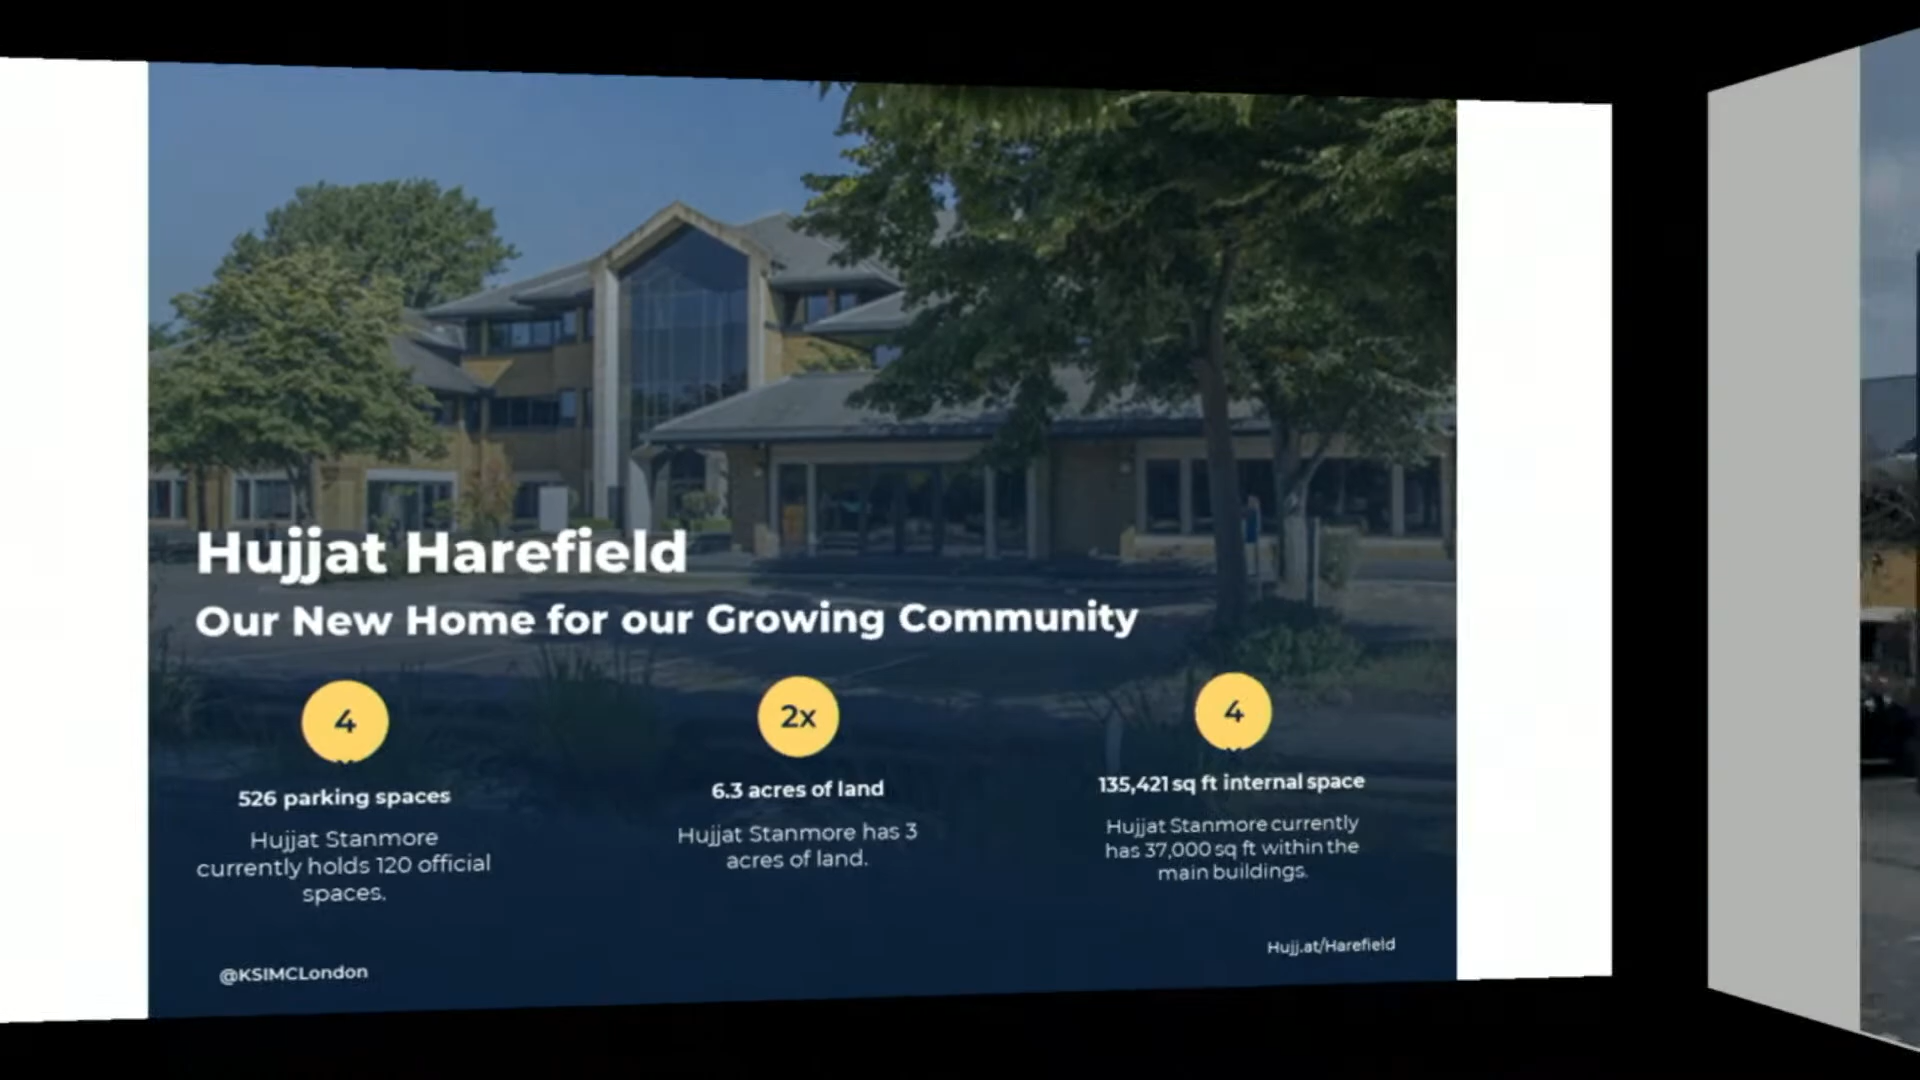 Hujjat Harefield
Our New Home for our Growing Community
4
526 parking spaces
Hujjat Stanmore
currently holds 120 official
spaces.
2x
6.3 acres of land
Hujjat Stanmore has 3
acres of land.
4
135,421 sq ft internal space
Hujjat Stanmore currently
has 37,000 sq ft within the
main buildings.
@KSIMCLondon
Hujj.at/Harefield